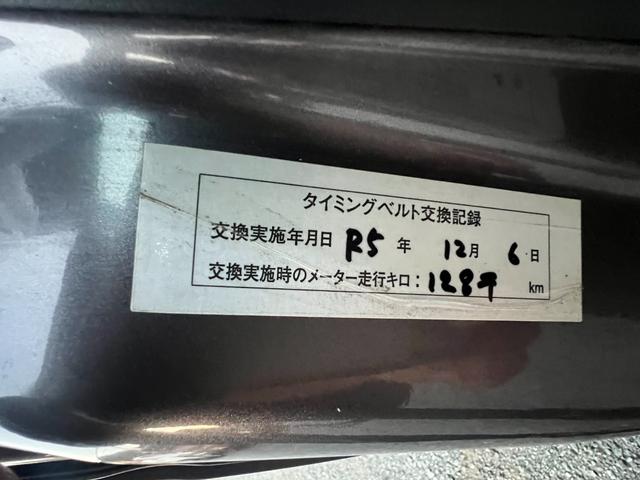 タイミングベルト交換記録
交換実施年月日 R5 年 12月 6日
交換実施時のメーター走行キロ：128千 km